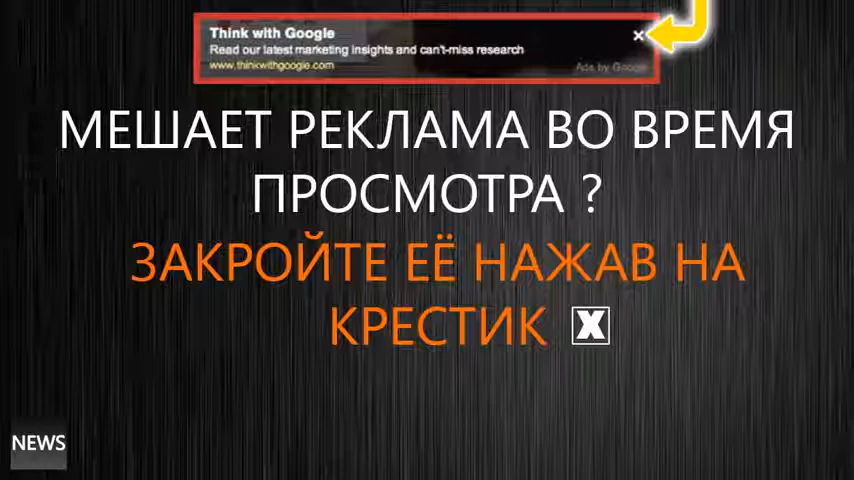 Think with Google
Read our latest marketing insights and can't-miss research
www.thinkwithgoogle.com
Ads by Google
МЕШАЕТ РЕКЛАМА ВО ВРЕМЯ
ПРОСМОТРА ?
ЗАКРОЙТЕ ЕЁ НАЖАВ НА
КРЕСТИК X
NEWS